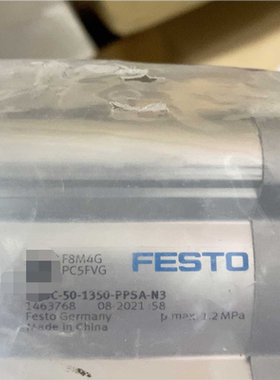 F8M4G
PC5FVG
FESTO
C-50-1350-PPSA-N3
1463768 08-2021 58
Festo Germany p max. 1.2 MPa
Made in China